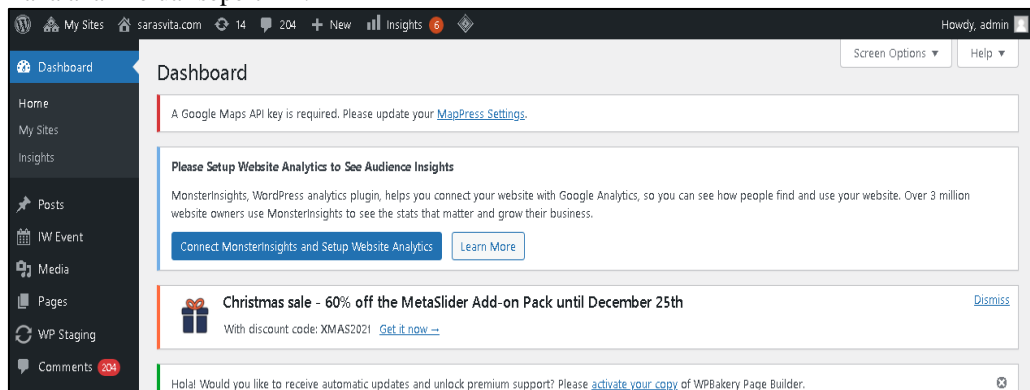 My Sites sarasvita.com 14 204 + New Insights 6 Howdy, admin
Screen Options ▼ Help ▼
Dashboard
Home
My Sites
Insights
Posts
IW Event
Media
Pages
WP Staging
Comments 204
Dashboard
A Google Maps API key is required. Please update your MapPress Settings.
Please Setup Website Analytics to See Audience Insights
MonsterInsights, WordPress analytics plugin, helps you connect your website with Google Analytics, so you can see how people find and use your website. Over 3 million
website owners use MonsterInsights to see the stats that matter and grow their business.
Connect MonsterInsights and Setup Website Analytics Learn More
Christmas sale - 60% off the MetaSlider Add-on Pack until December 25th Dismiss
With discount code: XMAS2021 Get it now →
Hola! Would you like to receive automatic updates and unlock premium support? Please activate your copy of WPBakery Page Builder.